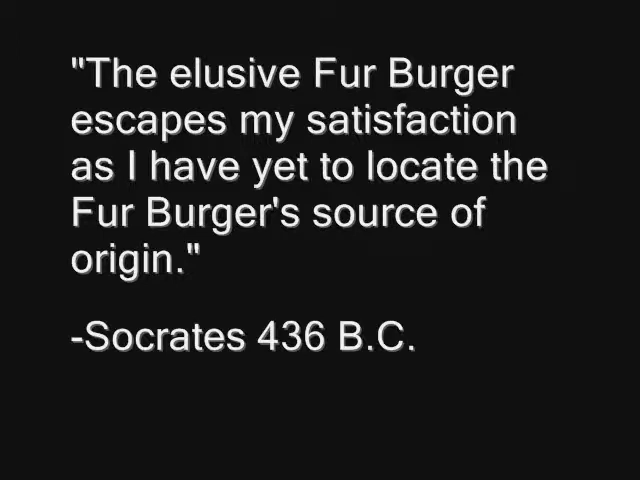 "The elusive Fur Burger
escapes my satisfaction
as I have yet to locate the
Fur Burger's source of
origin."
-Socrates 436 B.C.